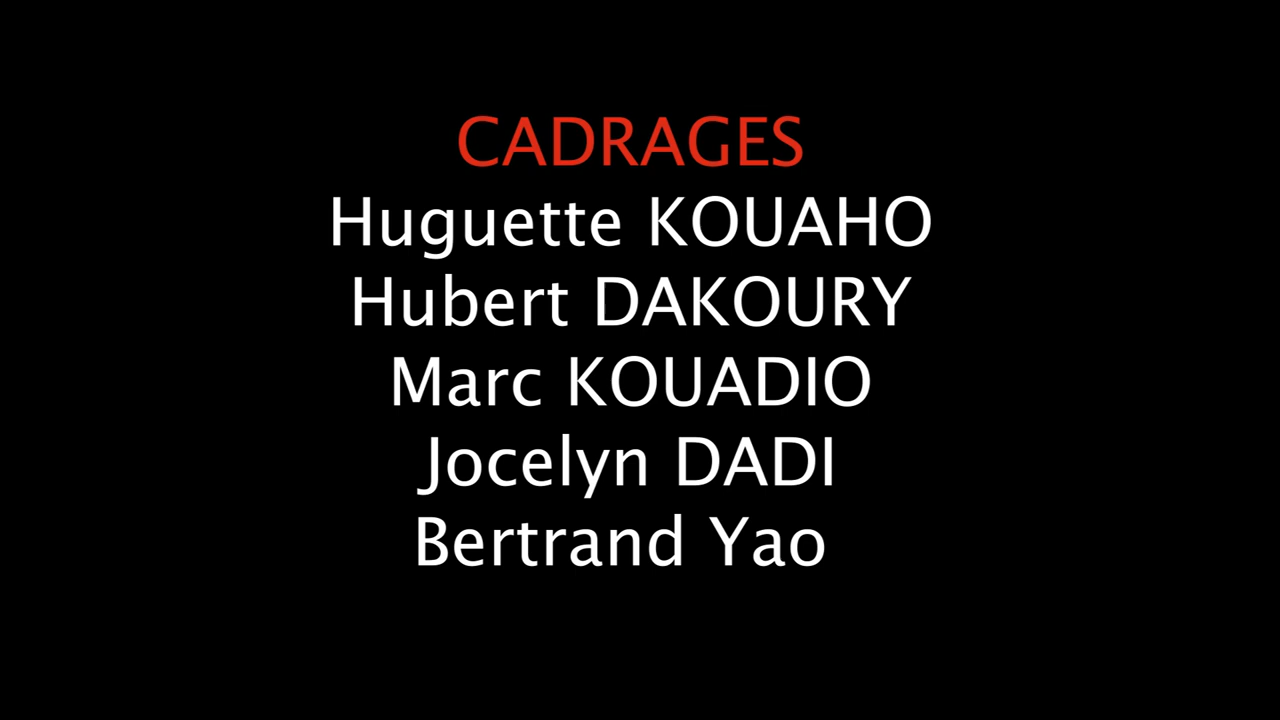 CADRAGES
Huguette KOUAHO
Hubert DAKOURY
Marc KOUADIO
Jocelyn DADI
Bertrand Yao